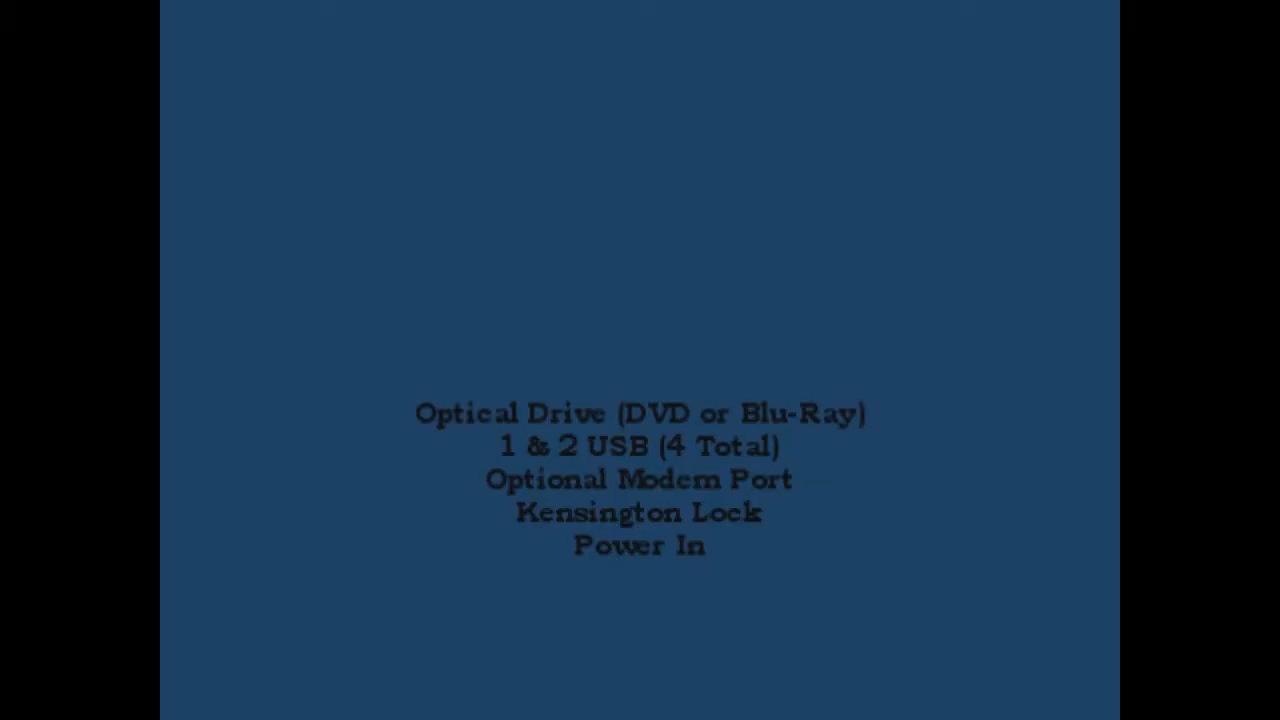 Optical Drive (DVD or Blu-Ray)
1 & 2 USB (4 Total)
Optional Modem Port
Kensington Lock
Power In